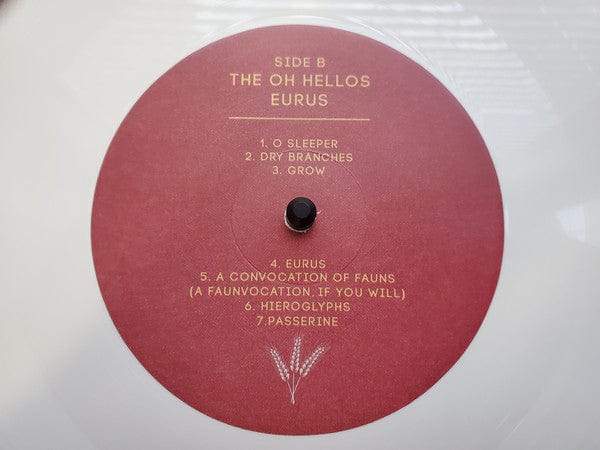 SIDE B
THE OH HELLOS
EURUS
1. O SLEEPER
2. DRY BRANCHES
3. GROW
4. EURUS
5. A CONVOCATION OF FAUNS
(A FAUNVOCATION, IF YOU WILL)
6. HIEROGLYPHS
7.PASSERINE